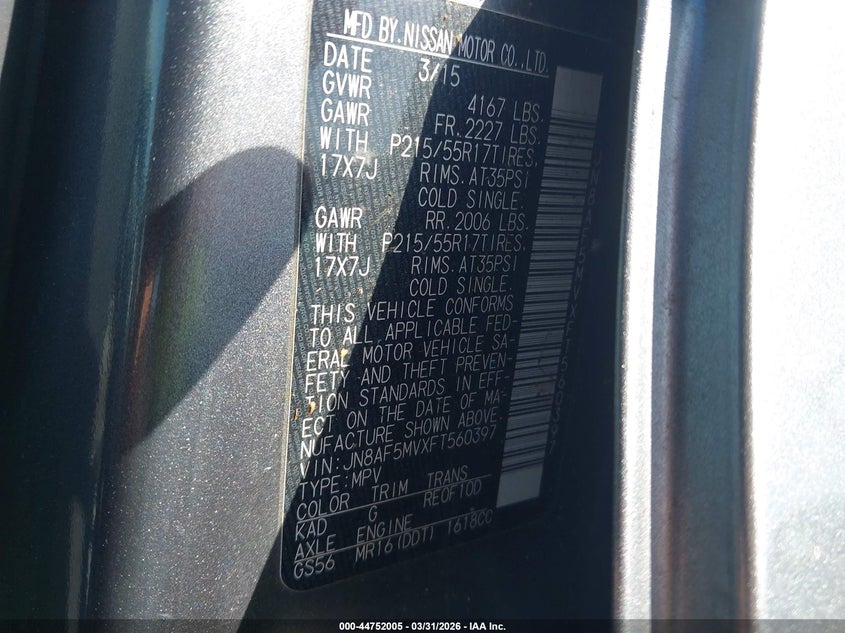 MFD BY.NISSAN MOTOR CO.,LTD.
DATE 3/15
GVWR 4167 LBS.
GAWR FR.2227 LBS.
WITH P215/55R17TIRES,
17X7J RIMS.AT35PSI
COLD SINGLE.
GAWR RR.2006 LBS.
WITH P215/55R17TIRES,
17X7J RIMS.AT35PSI
COLD SINGLE.
THIS VEHICLE CONFORMS
TO ALL APPLICABLE FED-
ERAL MOTOR VEHICLE SA-
FETY AND THEFT PREVEN-
TION STANDARDS IN EFF-
ECT ON THE DATE OF MA-
NUFACTURE SHOWN ABOVE.
VIN:JN8AF5MVXFT560397
TYPE:MPV
COLOR TRIM TRANS
KAD G RE0F10D
AXLE ENGINE
GS56 MR16(DDT) 1618CC
000-44752005 - 03/31/2026 - IAA Inc.